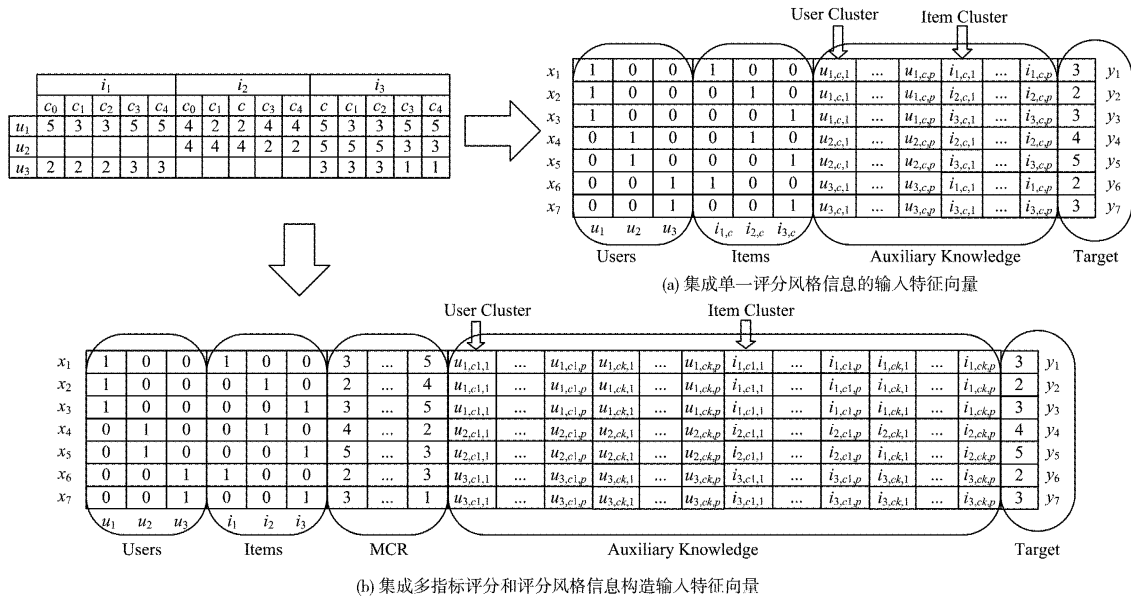 User Cluster Item Cluster
x1 1 0 0 1 0 0 u1,c,1 ... u1,c,p i1,c,1 ... i1,c,p 3 y1
x2 1 0 0 0 1 0 u1,c,1 ... u1,c,p i2,c,1 ... i2,c,p 2 y2
x3 1 0 0 0 0 1 u1,c,1 ... u1,c,p i3,c,1 ... i3,c,p 3 y3
x4 0 1 0 0 1 0 u2,c,1 ... u2,c,p i2,c,1 ... i2,c,p 4 y4
x5 0 1 0 0 0 1 u2,c,1 ... u2,c,p i3,c,1 ... i3,c,p 5 y5
x6 0 0 1 1 0 0 u3,c,1 ... u3,c,p i1,c,1 ... i1,c,p 2 y6
x7 0 0 1 0 0 1 u3,c,1 ... u3,c,p i3,c,1 ... i3,c,p 3 y7
u1 u2 u3 i1,c i2,c i3,c
Users Items Auxiliary Knowledge Target
(a) 集成单一评分风格信息的输入特征向量
i1 i2 i3
c0 c1 c2 c3 c4 c0 c1 c c3 c4 c c1 c2 c3 c4
u1 5 3 3 5 5 4 2 2 4 4 5 3 3 5 5
u2 4 4 4 2 2 5 5 5 3 3
u3 2 2 2 3 3 3 3 3 1 1
User Cluster Item Cluster
x1 1 0 0 1 0 0 3 ... 5 u1,c1,1 ... u1,c1,p u1,ck,1 ... u1,ck,p i1,c1,1 ... i1,c1,p i1,ck,1 ... i1,ck,p 3 y1
x2 1 0 0 0 1 0 2 ... 4 u1,c1,1 ... u1,c1,p u1,ck,1 ... u1,ck,p i1,c1,1 ... i1,c1,p i1,ck,1 ... i1,ck,p 2 y2
x3 1 0 0 0 0 1 3 ... 5 u1,c1,1 ... u1,c1,p u1,ck,1 ... u1,ck,p i1,c1,1 ... i1,c1,p i1,ck,1 ... i1,ck,p 3 y3
x4 0 1 0 0 1 0 4 ... 2 u2,c1,1 ... u2,c1,p u2,ck,1 ... u2,ck,p i2,c1,1 ... i2,c1,p i2,ck,1 ... i2,ck,p 4 y4
x5 0 1 0 0 0 1 5 ... 3 u2,c1,1 ... u2,c1,p u2,ck,1 ... u2,ck,p i2,c1,1 ... i2,c1,p i2,ck,1 ... i2,ck,p 5 y5
x6 0 0 1 1 0 0 2 ... 3 u3,c1,1 ... u3,c1,p u3,ck,1 ... u3,ck,p i3,c1,1 ... i3,c1,p i3,ck,1 ... i3,ck,p 2 y6
x7 0 0 1 0 0 1 3 ... 1 u3,c1,1 ... u3,c1,p u3,ck,1 ... u3,ck,p i3,c1,1 ... i3,c1,p i3,ck,1 ... i3,ck,p 3 y7
u1 u2 u3 i1 i2 i3
Users Items MCR Auxiliary Knowledge Target
(b) 集成多指标评分和评分风格信息构造输入特征向量